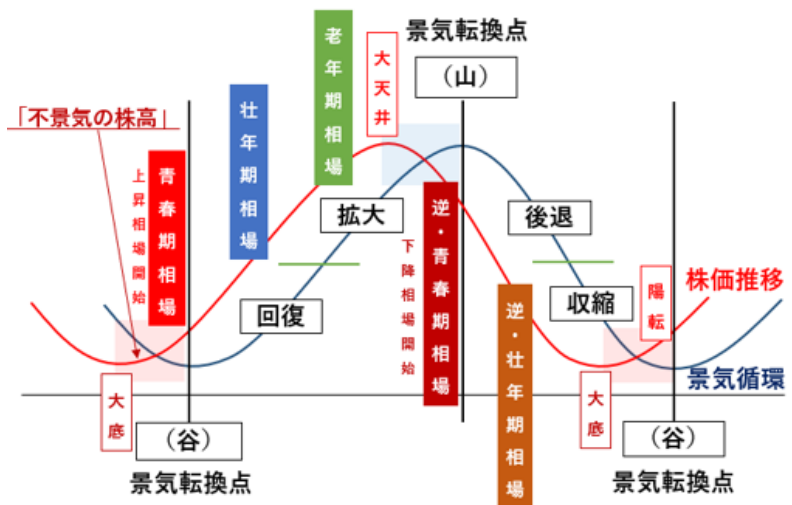 景気転換点
(山)
老年期相場
大天井
壮年期相場
「不景気の株高」
青春期相場
上昇相場開始
拡大
逆・青春期相場
下降相場開始
後退
回復
収縮
陽転
株価推移
逆・壮年期相場
景気循環
大底
大底
(谷)
(谷)
景気転換点
景気転換点